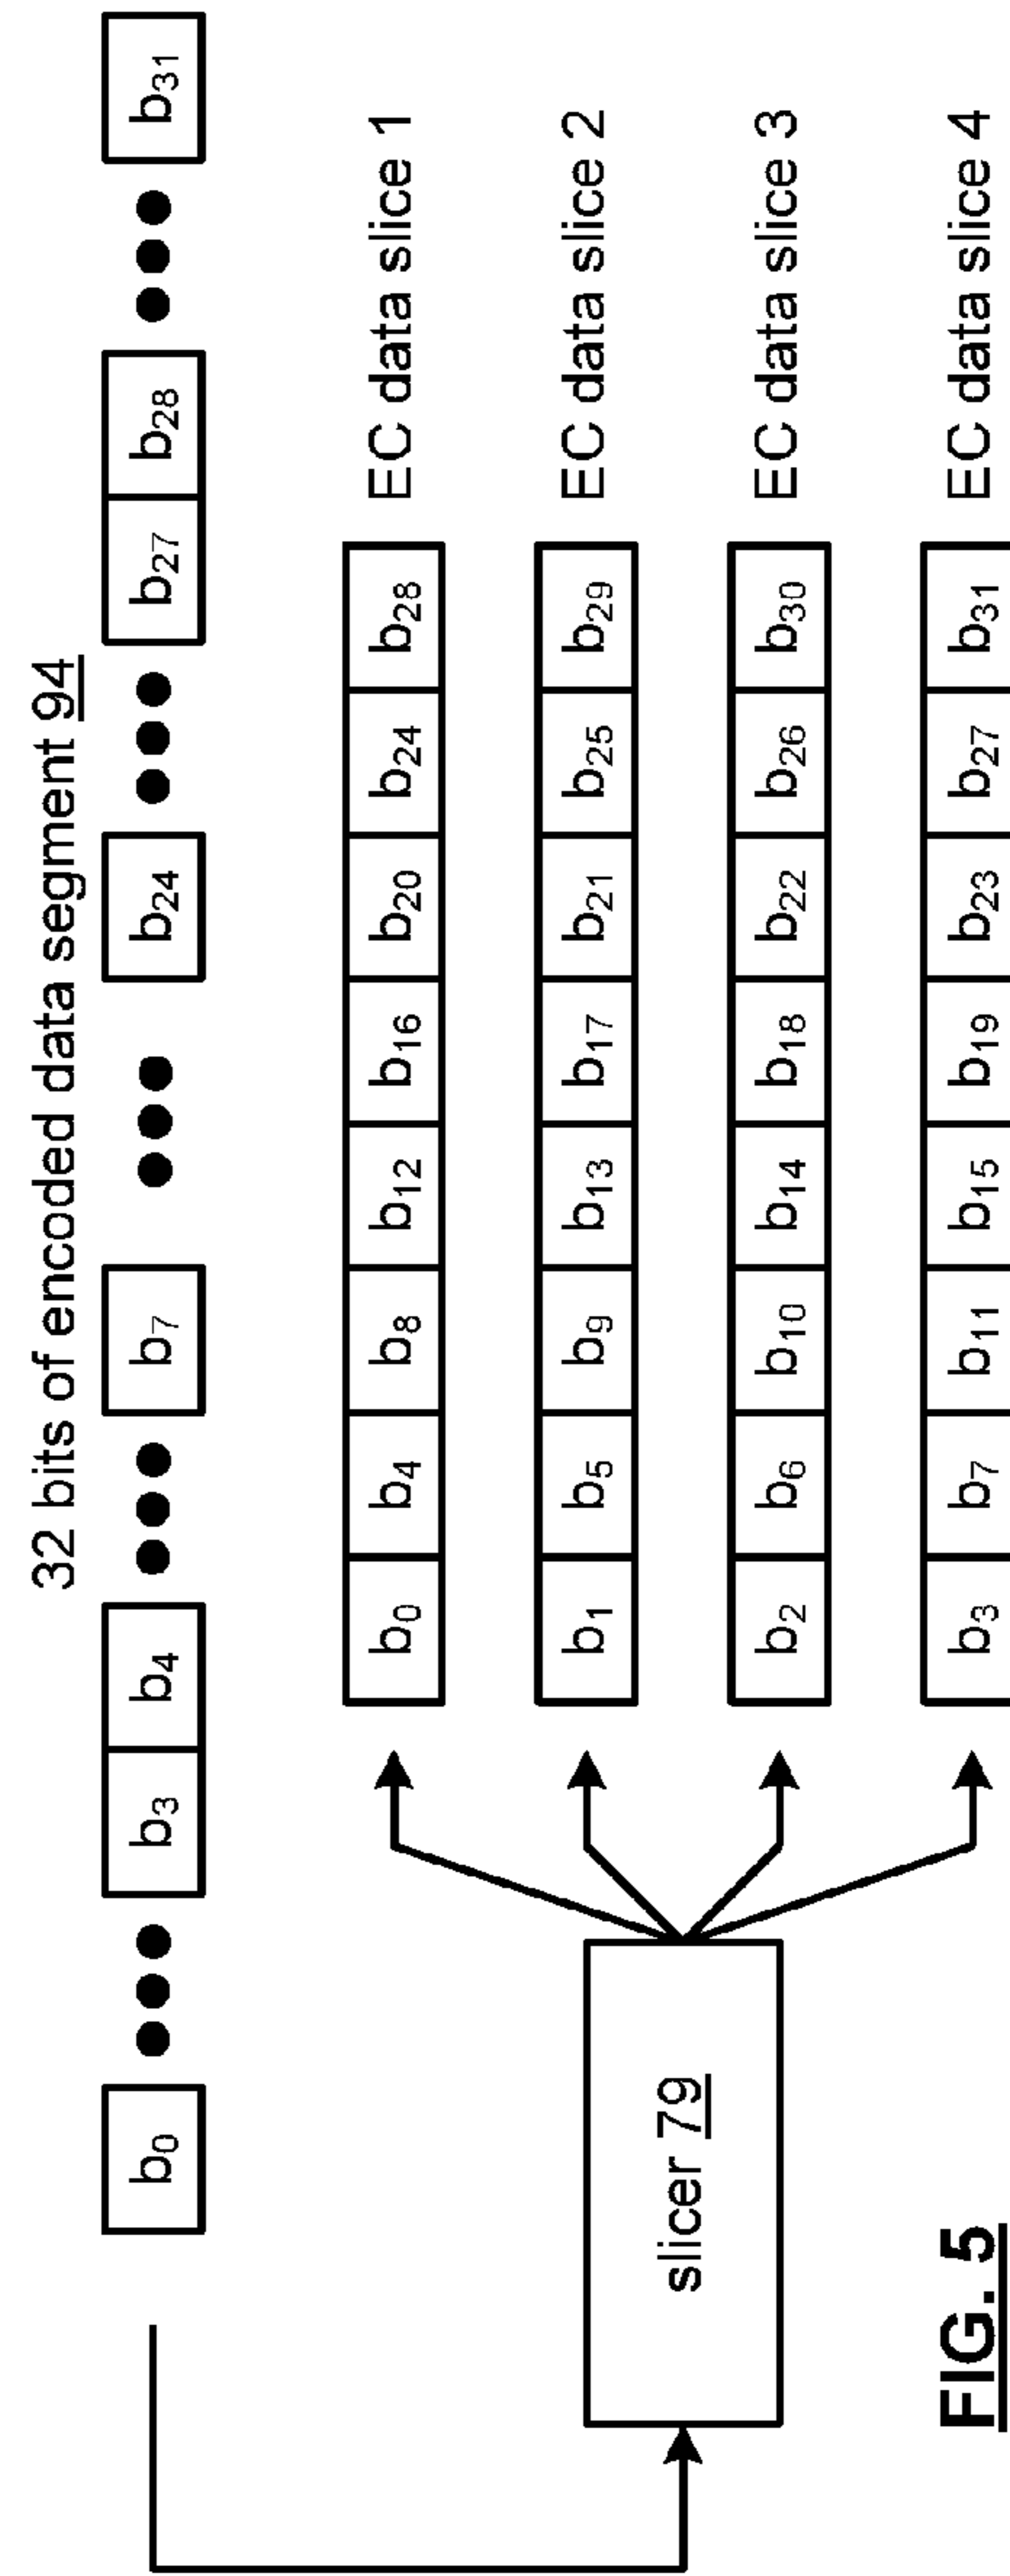 32 bits of encoded data segment 94
b0 ●●● b3 b4 ●●● b7 ●●● b24 ●●● b27 b28 ●●● b31
b0 b4 b8 b12 b16 b20 b24 b28 EC data slice 1
b1 b5 b9 b13 b17 b21 b25 b29 EC data slice 2
slicer 79
b2 b6 b10 b14 b18 b22 b26 b30 EC data slice 3
b3 b7 b11 b15 b19 b23 b27 b31 EC data slice 4
FIG. 5